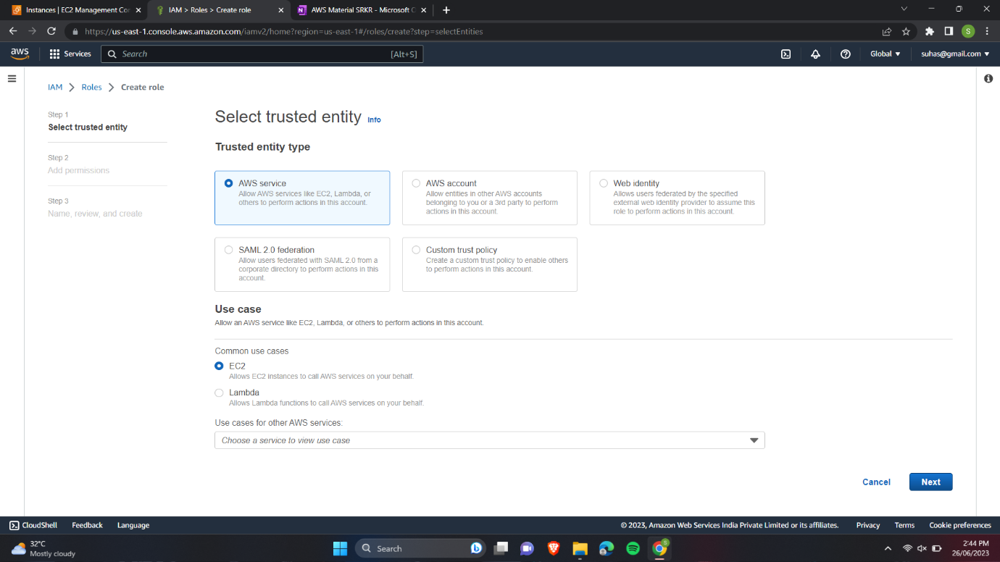 Instances | EC2 Management Con
IAM > Roles > Create role
AWS Material SRKR - Microsoft O
https://us-east-1.console.aws.amazon.com/iamv2/home?region=us-east-1#/roles/create?step=selectEntities
S
aws
Services
Search
[Alt+S]
Global
suhas@gmail.com
IAM > Roles > Create role
Step 1
Select trusted entity
Step 2
Add permissions
Step 3
Name, review, and create
Select trusted entity Info
Trusted entity type
AWS service
Allow AWS services like EC2, Lambda, or
others to perform actions in this account.
AWS account
Allow entities in other AWS accounts
belonging to you or a 3rd party to perform
actions in this account.
Web identity
Allows users federated by the specified
external web identity provider to assume this
role to perform actions in this account.
SAML 2.0 federation
Allow users federated with SAML 2.0 from a
corporate directory to perform actions in this
account.
Custom trust policy
Create a custom trust policy to enable others
to perform actions in this account.
Use case
Allow an AWS service like EC2, Lambda, or others to perform actions in this account.
Common use cases
EC2
Allows EC2 instances to call AWS services on your behalf.
Lambda
Allows Lambda functions to call AWS services on your behalf.
Use cases for other AWS services:
Choose a service to view use case
Cancel
Next
CloudShell
Feedback
Language
© 2023, Amazon Web Services India Private Limited or its affiliates.
Privacy
Terms
Cookie preferences
32°C
Mostly cloudy
Search
2:44 PM
26/06/2023